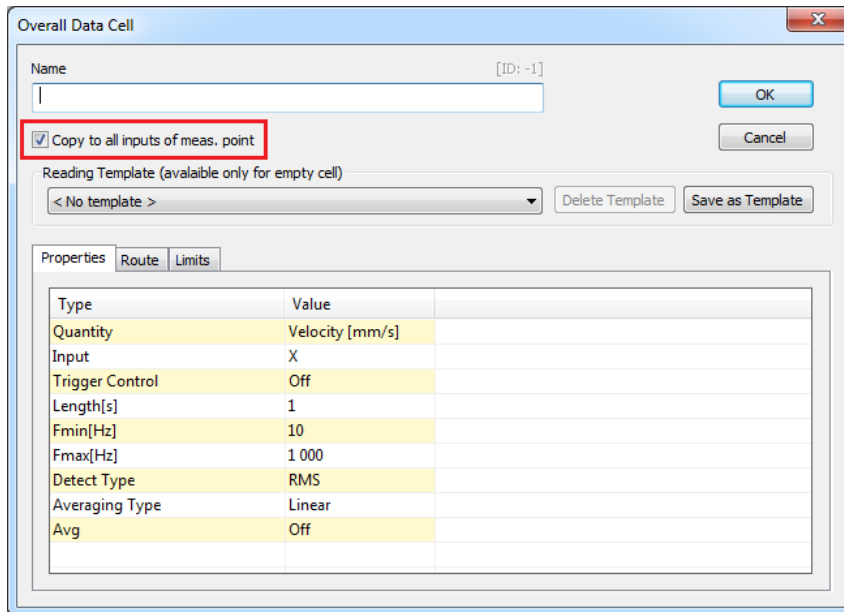 Overall Data Cell
Name [ID: -1]
OK
Copy to all inputs of meas. point
Cancel
Reading Template (avalaible only for empty cell)
< No template > Delete Template Save as Template
Properties Route Limits
Type Value
Quantity Velocity [mm/s]
Input X
Trigger Control Off
Length[s] 1
Fmin[Hz] 10
Fmax[Hz] 1 000
Detect Type RMS
Averaging Type Linear
Avg Off